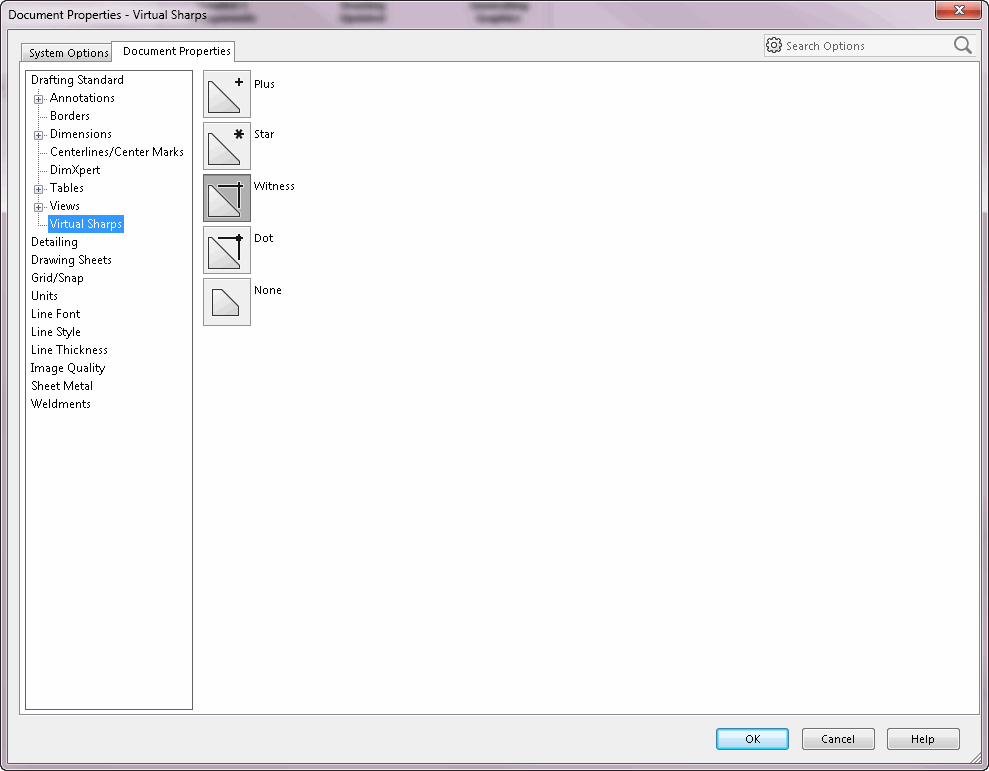 Document Properties - Virtual Sharps
System Options
Document Properties
Search Options
Drafting Standard
Annotations
Borders
Dimensions
Centerlines/Center Marks
DimXpert
Tables
Views
Virtual Sharps
Detailing
Drawing Sheets
Grid/Snap
Units
Line Font
Line Style
Line Thickness
Image Quality
Sheet Metal
Weldments
Plus
Star
Witness
Dot
None
OK
Cancel
Help